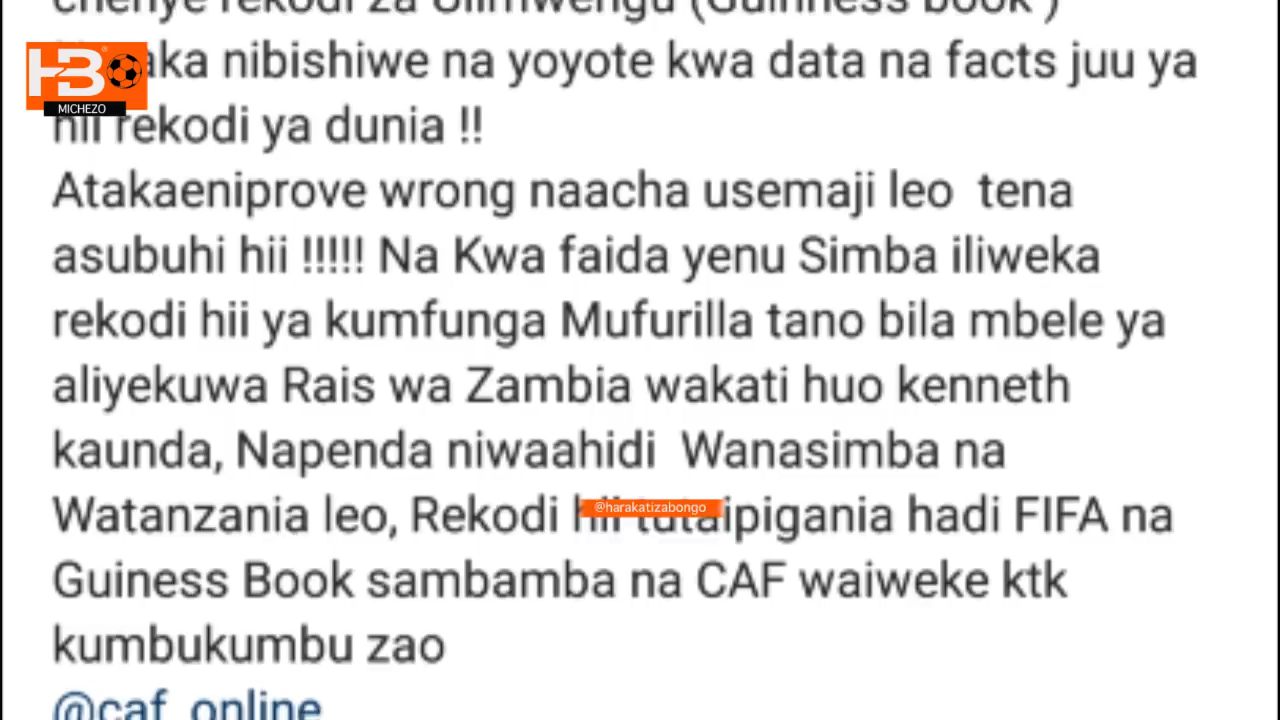 chenye rekodi za Ulimwengu (Guinness book )
HB
MICHEZO
nibishiwe na yoyote kwa data na facts juu ya
hii rekodi ya dunia !!
Atakaeniprove wrong naacha usemaji leo tena
asubuhi hii !!!!! Na Kwa faida yenu Simba iliweka
rekodi hii ya kumfunga Mufurilla tano bila mbele ya
aliyekuwa Rais wa Zambia wakati huo kenneth
kaunda, Napenda niwaahidi Wanasimba na
Watanzania leo, Rekodi hii tutaipigania hadi FIFA na
@harakatizabongo
Guiness Book sambamba na CAF waiweke ktk
kumbukumbu zao
@caf_online